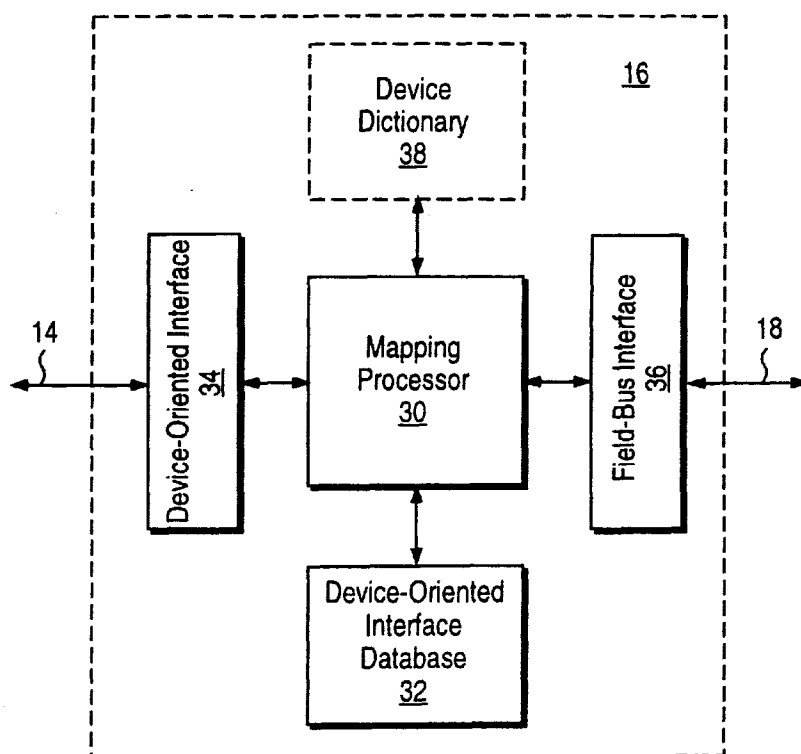 16
Device
Dictionary
38
14
Device-Oriented Interface
34
Mapping
Processor
30
Field-Bus Interface
36
18
Device-Oriented
Interface
Database
32